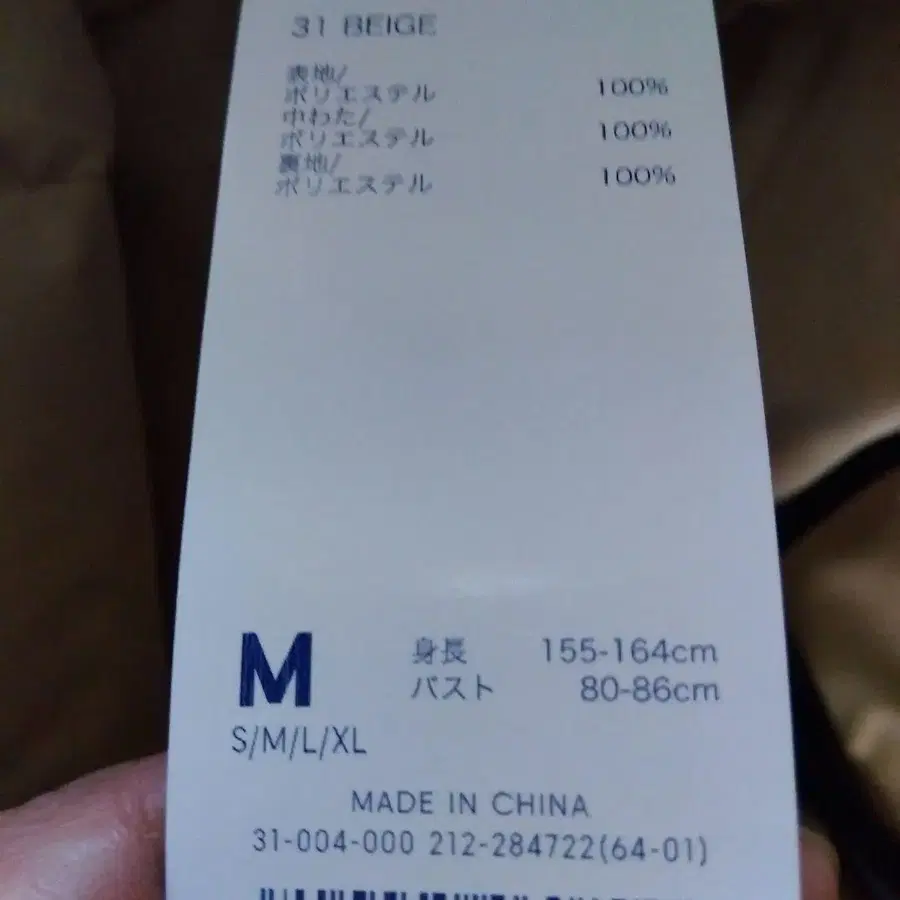 31 BEIGE
表地/
ポリエステル 100%
中わた/
ポリエステル 100%
裏地/
ポリエステル 100%
M 身長 155-164cm
バスト 80-86cm
S/M/L/XL
MADE IN CHINA
31-004-000 212-284722(64-01)